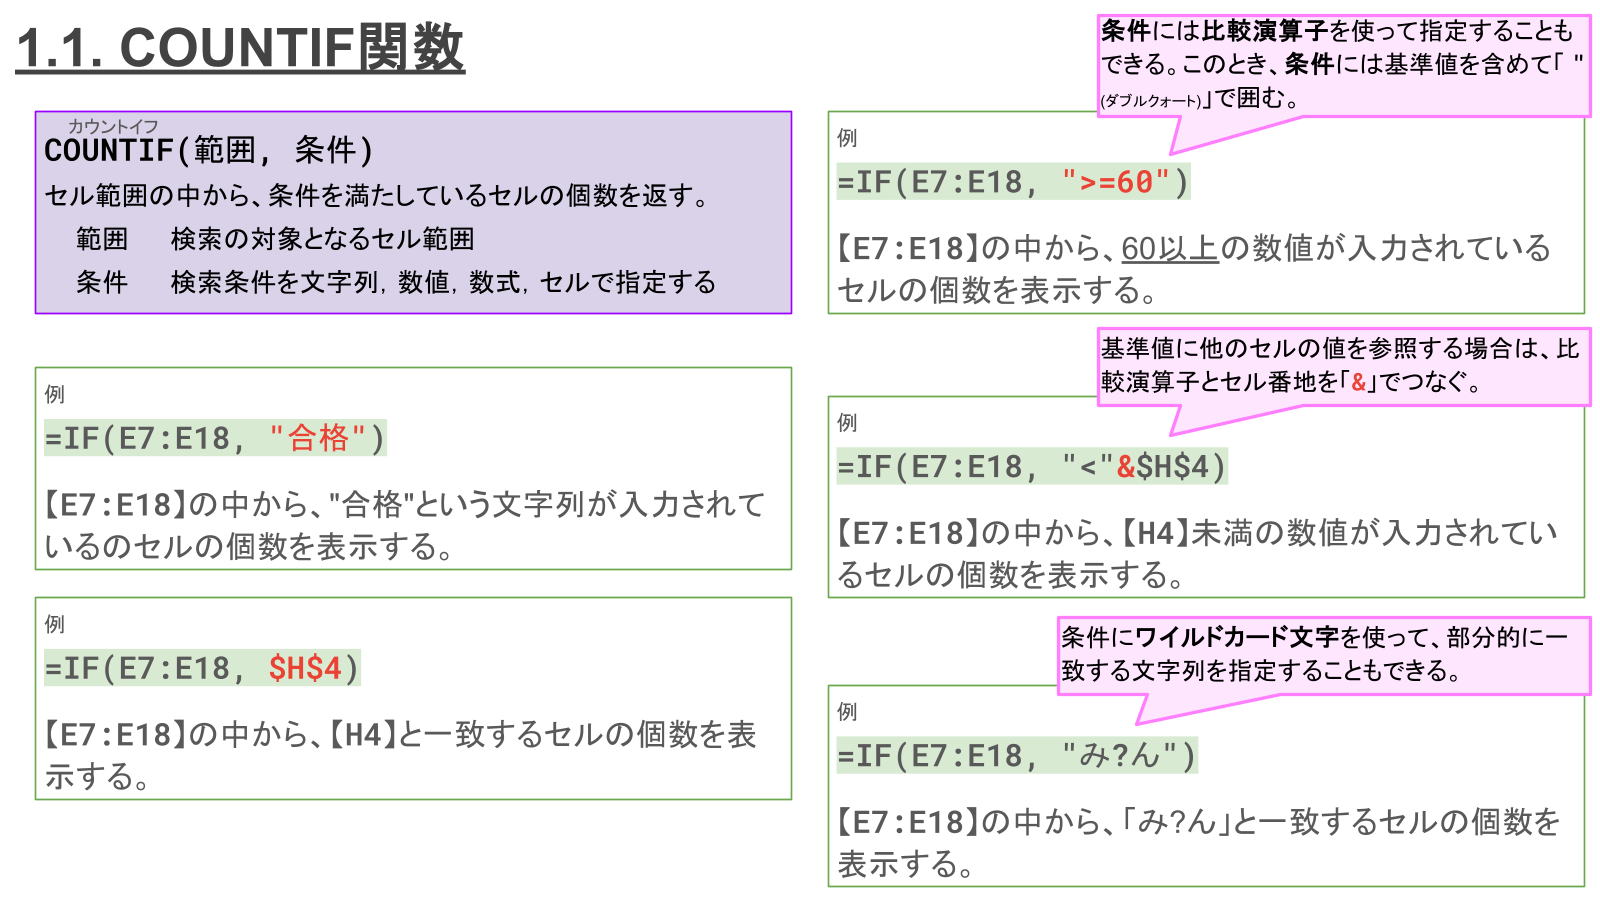 1.1. COUNTIF関数
カウントイフ
COUNTIF(範囲, 条件)
セル範囲の中から、条件を満たしているセルの個数を返す。
範囲 検索の対象となるセル範囲
条件 検索条件を文字列, 数値, 数式, セルで指定する
例
=IF(E7:E18, "合格")
【E7:E18】の中から、"合格"という文字列が入力されて
いるのセルの個数を表示する。
例
=IF(E7:E18, $H$4)
【E7:E18】の中から、【H4】と一致するセルの個数を表
示する。
条件には比較演算子を使って指定することも
できる。このとき、条件には基準値を含めて「 "
(ダブルクォート)」で囲む。
例
=IF(E7:E18, ">=60")
【E7:E18】の中から、60以上の数値が入力されている
セルの個数を表示する。
基準値に他のセルの値を参照する場合は、比
較演算子とセル番地を「&」でつなぐ。
例
=IF(E7:E18, "<"&$H$4)
【E7:E18】の中から、【H4】未満の数値が入力されてい
るセルの個数を表示する。
条件にワイルドカード文字を使って、部分的に一
致する文字列を指定することもできる。
例
=IF(E7:E18, "み?ん")
【E7:E18】の中から、「み?ん」と一致するセルの個数を
表示する。